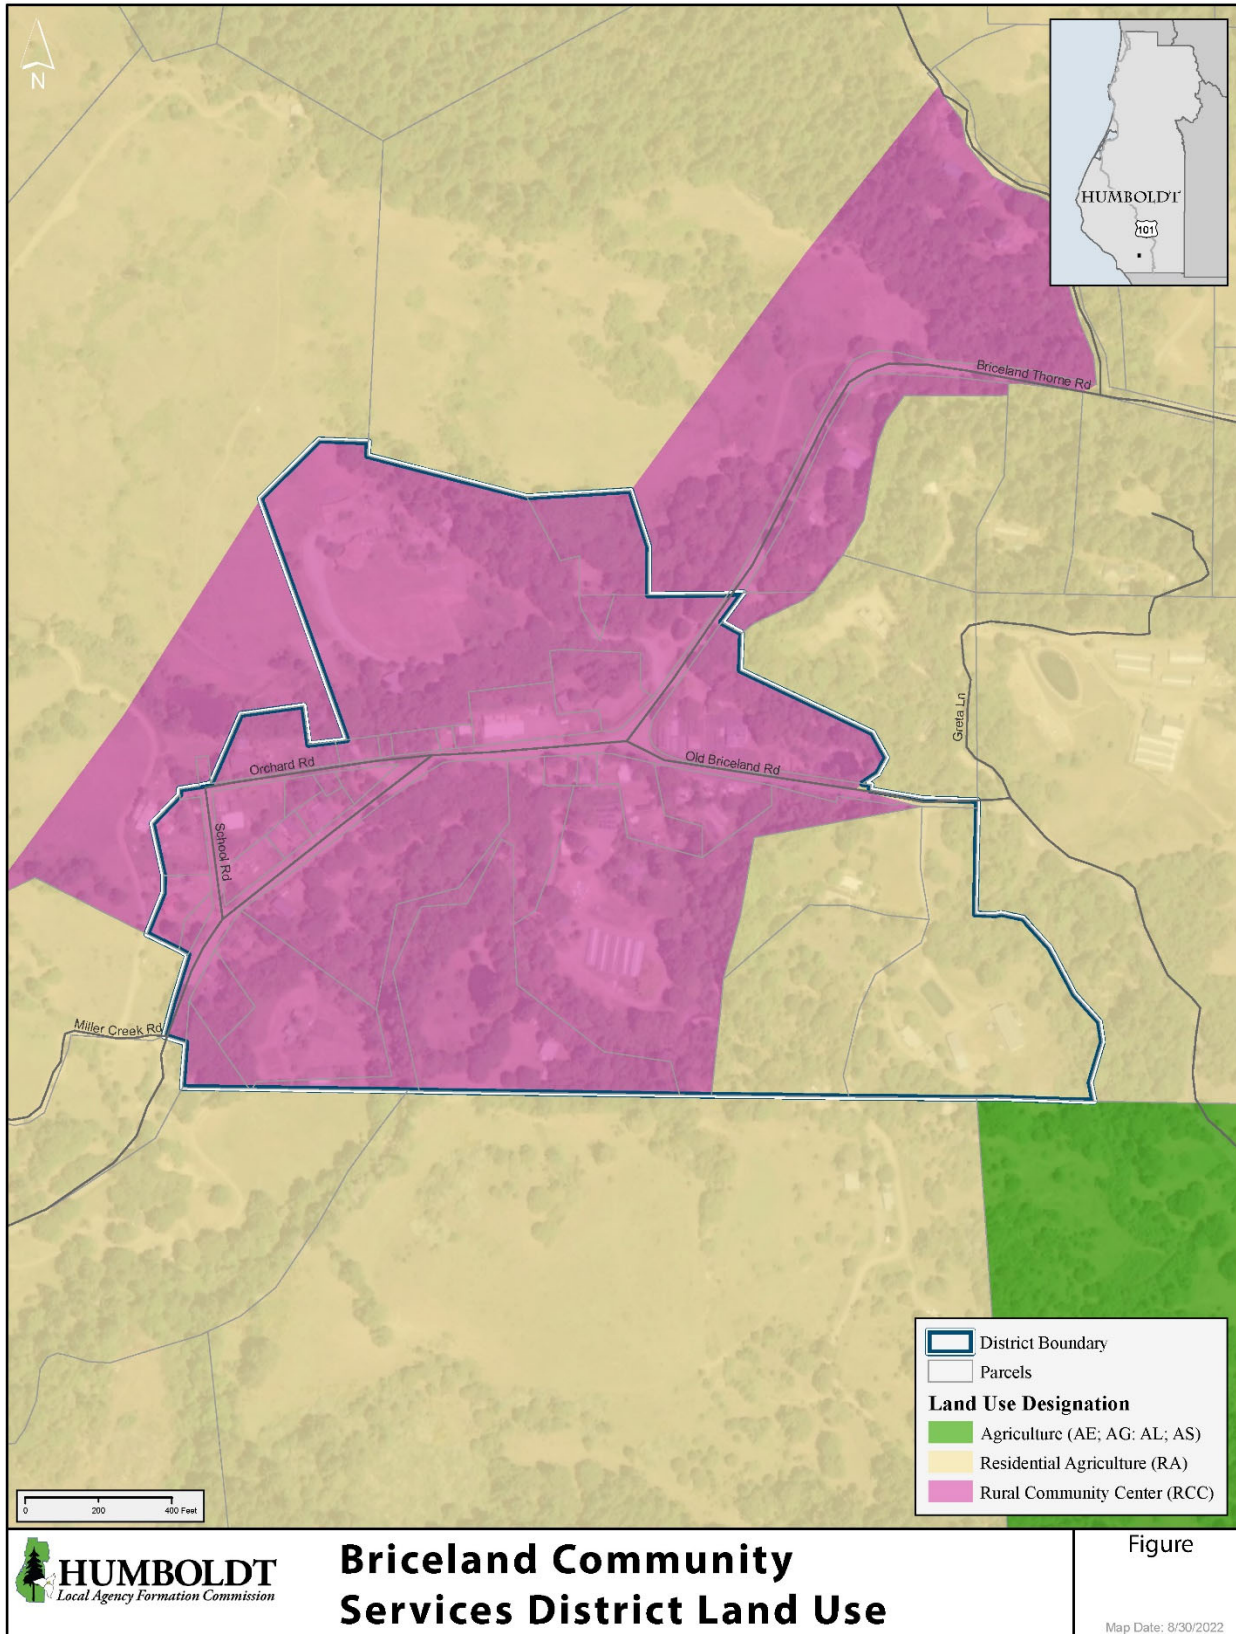 N
HUMBOLDT
101
Briceland Thorne Rd
Greta Ln
Old Briceland Rd
Orchard Rd
School Rd
Miller Creek Rd
District Boundary
Parcels
Land Use Designation
Agriculture (AE; AG: AL; AS)
Residential Agriculture (RA)
Rural Community Center (RCC)
0 200 400 Feet
HUMBOLDT
Local Agency Formation Commission
Briceland Community
Services District Land Use
Figure
Map Date: 8/30/2022